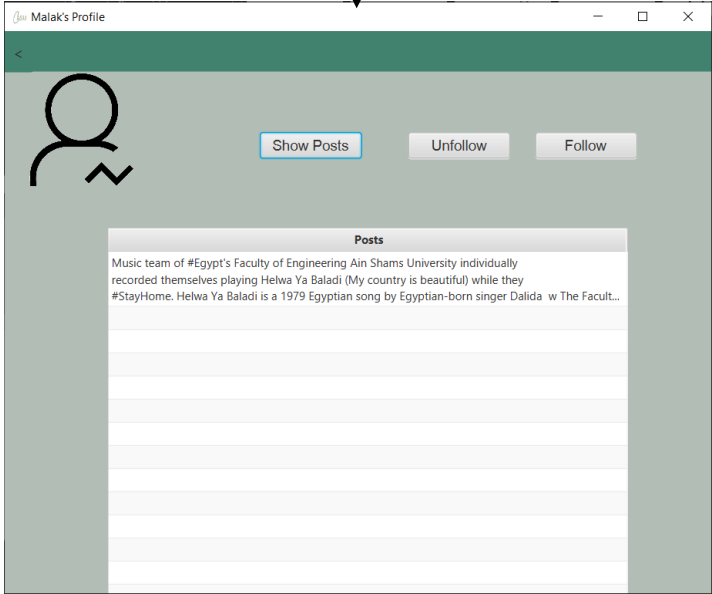 Malak's Profile
<
Show Posts
Unfollow
Follow
Posts
Music team of #Egypt's Faculty of Engineering Ain Shams University individually
recorded themselves playing Helwa Ya Baladi (My country is beautiful) while they
#StayHome. Helwa Ya Baladi is a 1979 Egyptian song by Egyptian-born singer Dalida  w The Facult...